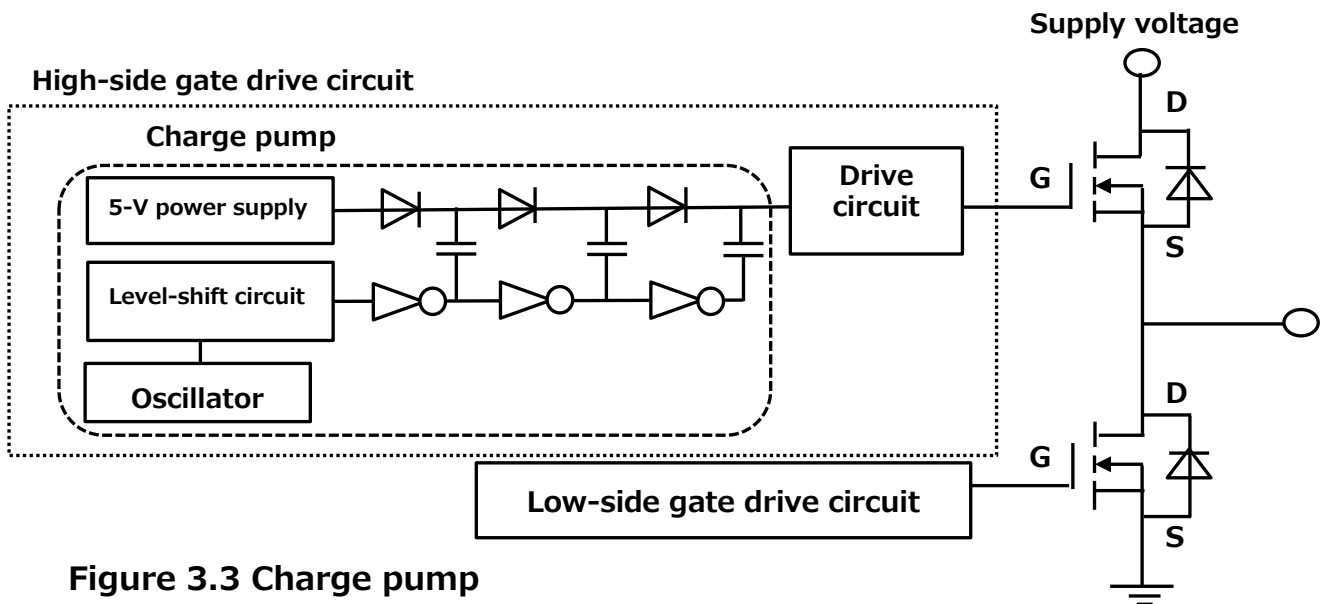 Supply voltage
High-side gate drive circuit
D
Charge pump
5-V power supply
Drive
circuit
G
S
Level-shift circuit
Oscillator
D
G
Low-side gate drive circuit
S
Figure 3.3 Charge pump